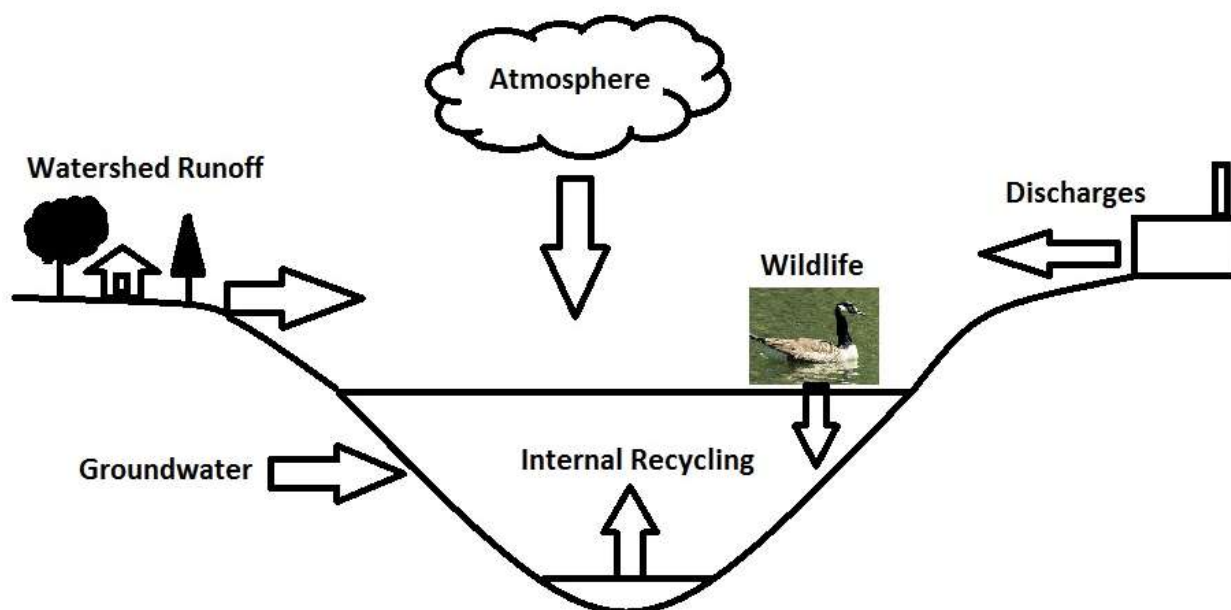 Atmosphere
Watershed Runoff
Discharges
Wildlife
Groundwater
Internal Recycling